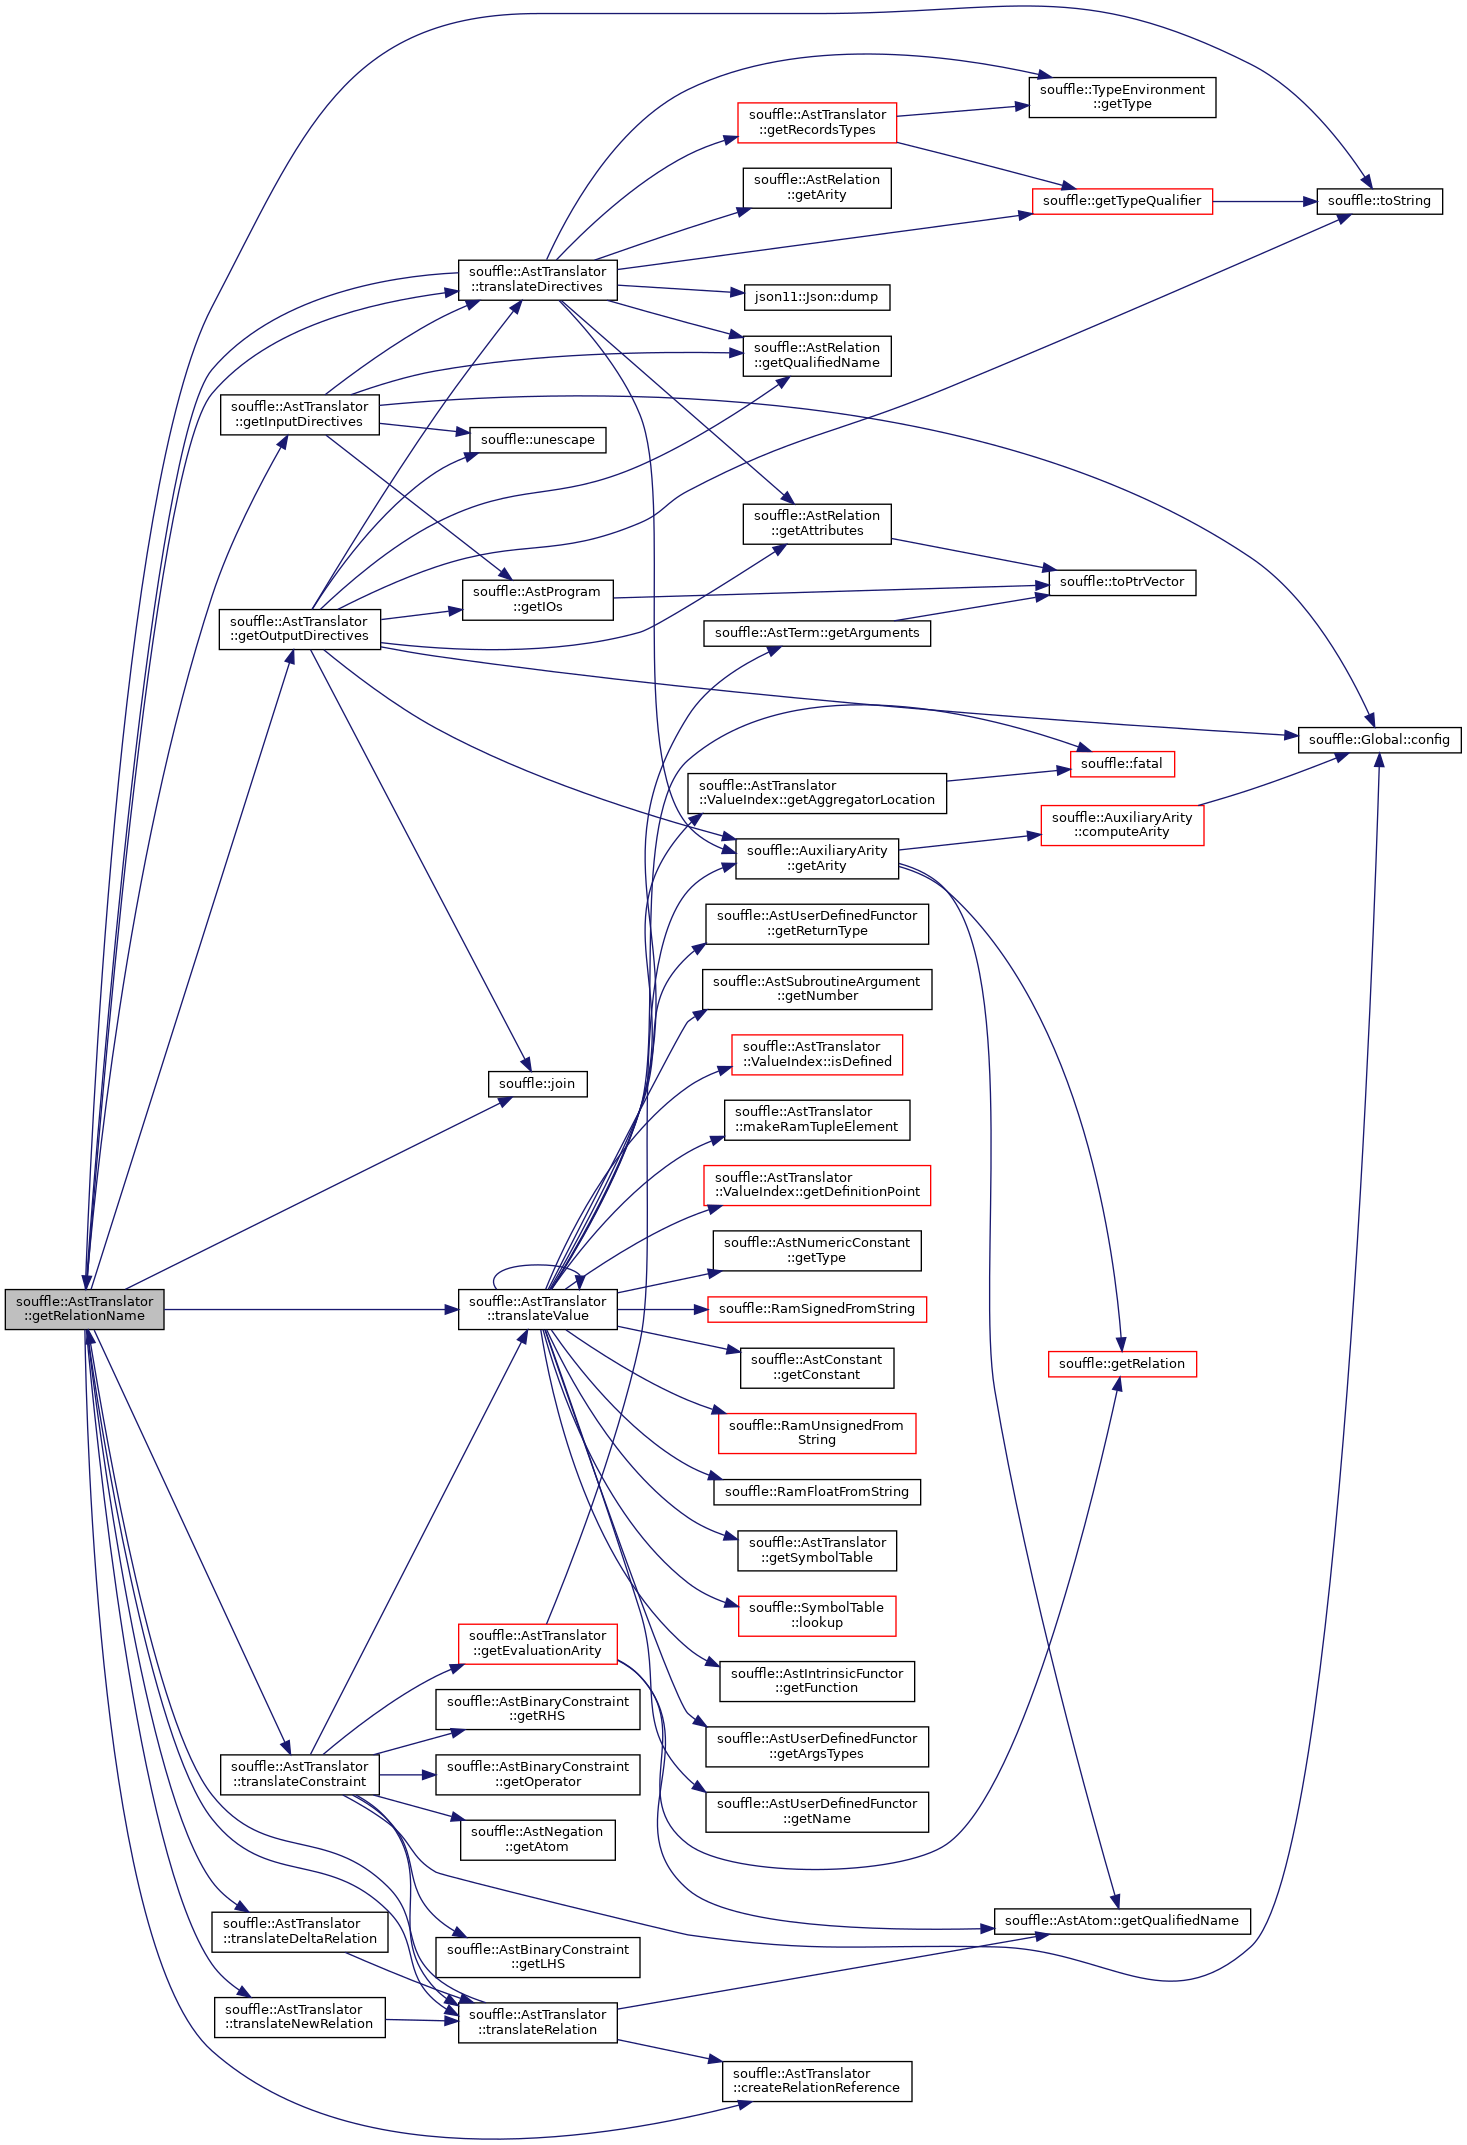 souffle::AstTranslator
::getRelationName
souffle::AstTranslator
::getInputDirectives
souffle::AstTranslator
::getOutputDirectives
souffle::AstTranslator
::translateConstraint
souffle::AstTranslator
::translateDeltaRelation
souffle::AstTranslator
::translateNewRelation
souffle::AstTranslator
::translateDirectives
souffle::unescape
souffle::AstProgram
::getIOs
souffle::join
souffle::AstTranslator
::translateValue
souffle::AstTranslator
::getEvaluationArity
souffle::AstBinaryConstraint
::getRHS
souffle::AstBinaryConstraint
::getOperator
souffle::AstNegation
::getAtom
souffle::AstBinaryConstraint
::getLHS
souffle::AstTranslator
::translateRelation
souffle::AstTranslator
::getRecordsTypes
souffle::AstRelation
::getArity
json11::Json::dump
souffle::AstRelation
::getQualifiedName
souffle::AstRelation
::getAttributes
souffle::AstTerm::getArguments
souffle::AstTranslator
::ValueIndex::getAggregatorLocation
souffle::AuxiliaryArity
::getArity
souffle::AstUserDefinedFunctor
::getReturnType
souffle::AstSubroutineArgument
::getNumber
souffle::AstTranslator
::ValueIndex::isDefined
souffle::AstTranslator
::makeRamTupleElement
souffle::AstTranslator
::ValueIndex::getDefinitionPoint
souffle::AstNumericConstant
::getType
souffle::RamSignedFromString
souffle::AstConstant
::getConstant
souffle::RamUnsignedFrom
String
souffle::RamFloatFromString
souffle::AstTranslator
::getSymbolTable
souffle::SymbolTable
::lookup
souffle::AstIntrinsicFunctor
::getFunction
souffle::AstUserDefinedFunctor
::getArgsTypes
souffle::AstUserDefinedFunctor
::getName
souffle::AstTranslator
::createRelationReference
souffle::TypeEnvironment
::getType
souffle::getTypeQualifier
souffle::toPtrVector
souffle::fatal
souffle::AuxiliaryArity
::computeArity
souffle::getRelation
souffle::AstAtom::getQualifiedName
souffle::toString
souffle::Global::config